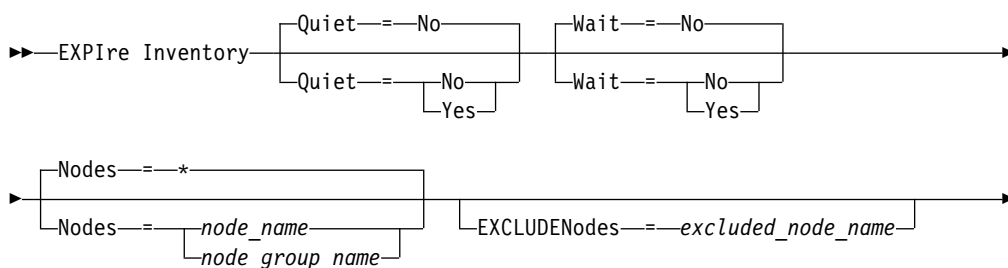 Quiet = No Wait = No
EXPIre Inventory
Quiet = No Wait = No
Yes Yes
Nodes = *
Nodes = node_name EXCLUDENodes = excluded_node_name
node_group_name